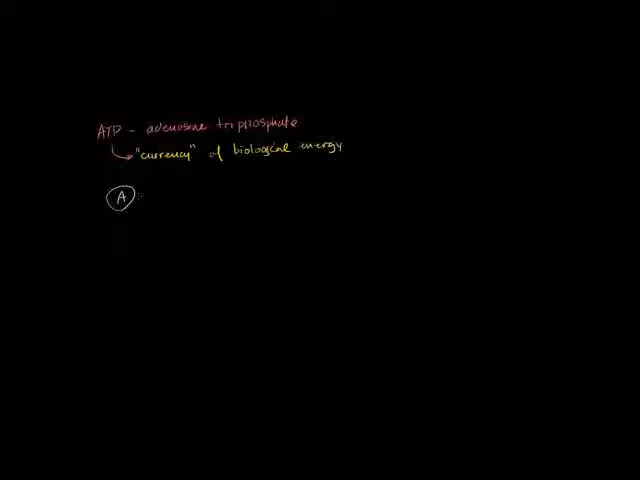 ATP - adenosine triphosphate
"currency" of biological energy
A